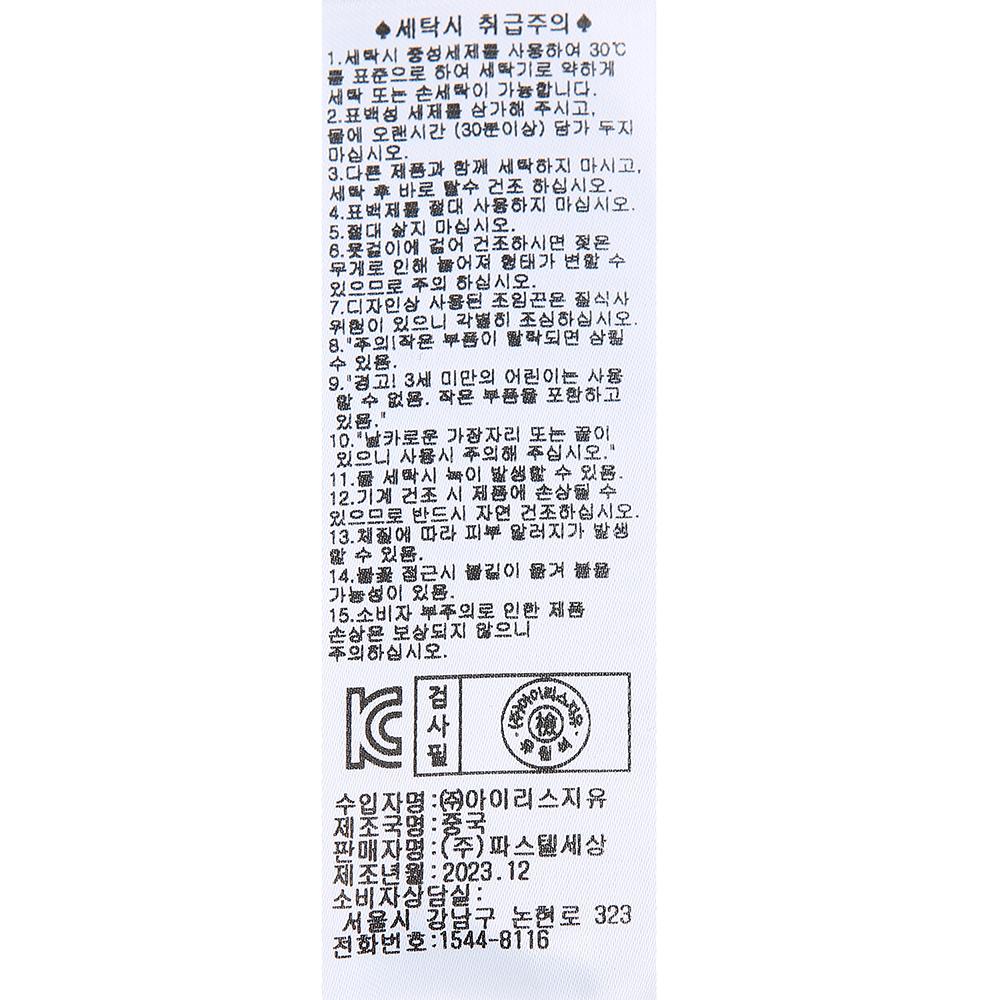 ♠세탁시 취급주의♠
1.세탁시 중성세제를 사용하여 30℃
를 표준으로 하여 세탁기로 약하게
세탁 또는 손세탁이 가능합니다.
2.표백성 세제를 삼가해 주시고,
물에 오랜시간 (30분이상) 담가 두지
마십시오.
3.다른 제품과 함께 세탁하지 마시고,
세탁 후 바로 탈수 건조 하십시오.
4.표백제를 절대 사용하지 마십시오.
5.절대 삶지 마십시오.
6.옷걸이에 걸어 건조하시면 젖은
무게로 인해 늘어져 형태가 변할 수
있으므로 주의 하십시오.
7.디자인상 사용된 조임끈은 질식사
위험이 있으니 각별히 조심하십시오.
8."주의!작은 부품이 탈락되면 삼킬
수 있음.
9."경고! 3세 미만의 어린이는 사용
할 수 없음. 작은 부품을 포함하고
있음."
10."날카로운 가장자리 또는 끝이
있으니 사용시 주의해 주십시오."
11.물 세탁시 녹이 발생할 수 있음.
12.기계 건조 시 제품에 손상될 수
있으므로 반드시 자연 건조하십시오.
13.체질에 따라 피부 알러지가 발생
할 수 있음.
14.불꽃 접근시 불길이 옮겨 붙을
가능성이 있음.
15.소비자 부주의로 인한 제품
손상은 보상되지 않으니
주의하십시오.
KC
검사필
(주)아이리스지유
檢
수입자명:㈜아이리스지유
제조국명:중국
판매자명:(주)파스텔세상
제조년월:2023.12
소비자상담실:
서울시 강남구 논현로 323
전화번호:1544-8116